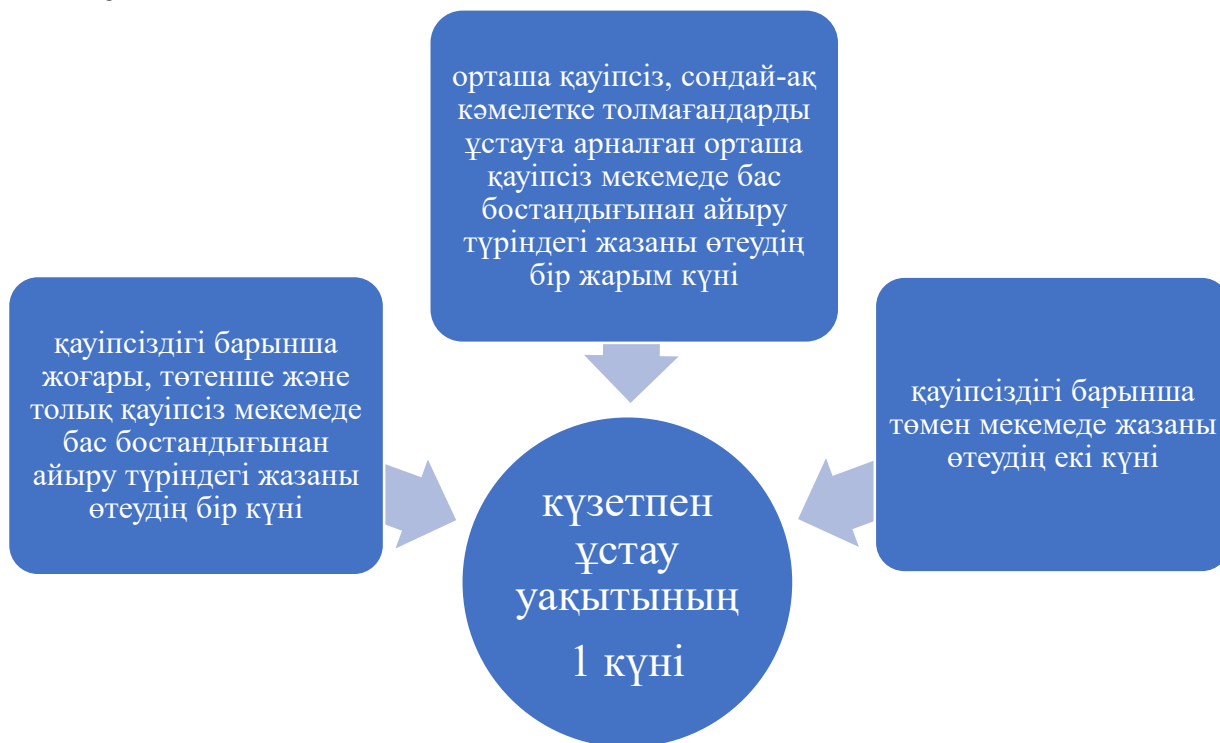 орташа қауіпсіз, сондай-ақ
кәмелетке толмағандарды
ұстауға арналған орташа
қауіпсіз мекемеде бас
бостандығынан айыру
түріндегі жазаны өтеудің
бір жарым күні
қауіпсіздігі барынша
жоғары, төтенше және
толық қауіпсіз мекемеде
бас бостандығынан
айыру түріндегі жазаны
өтеудің бір күні
қауіпсіздігі барынша
төмен мекемеде жазаны
өтеудің екі күні
күзетпен
ұстау
уақытының
1 күні